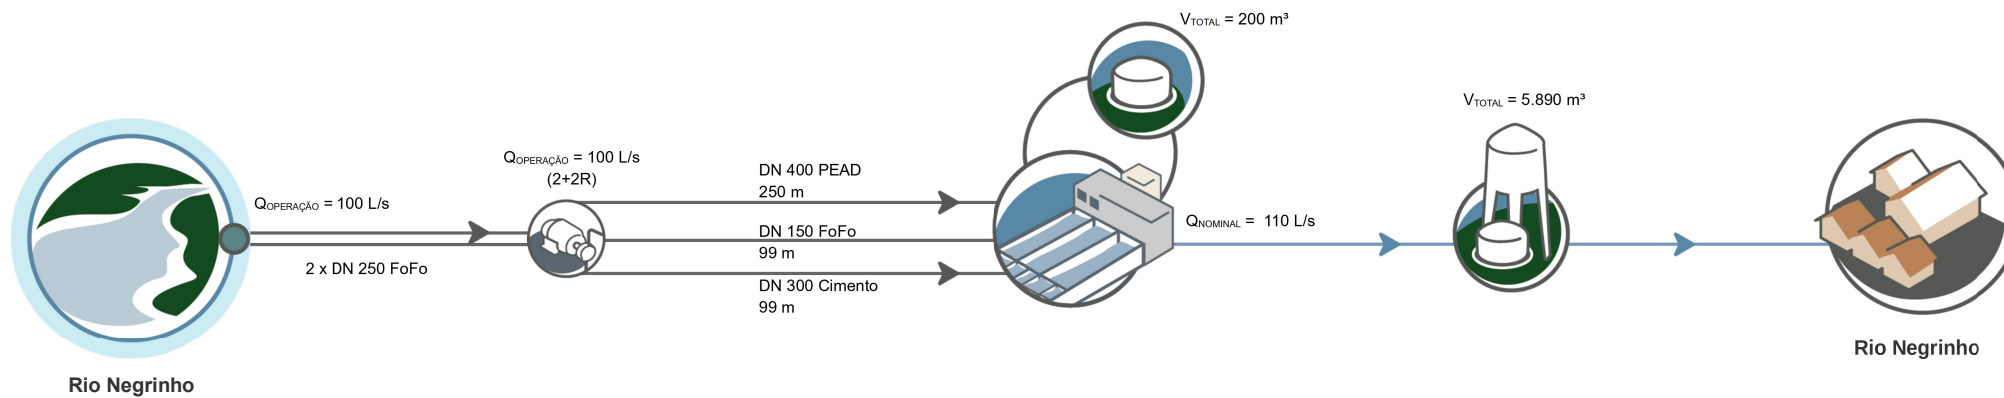 VTOTAL = 200 m³
VTOTAL = 5.890 m³
QOPERAÇÃO = 100 L/s
(2+2R)
DN 400 PEAD
250 m
QOPERAÇÃO = 100 L/s
QNOMINAL = 110 L/s
DN 150 FoFo
99 m
2 x DN 250 FoFo
DN 300 Cimento
99 m
Rio Negrinho
Rio Negrinho